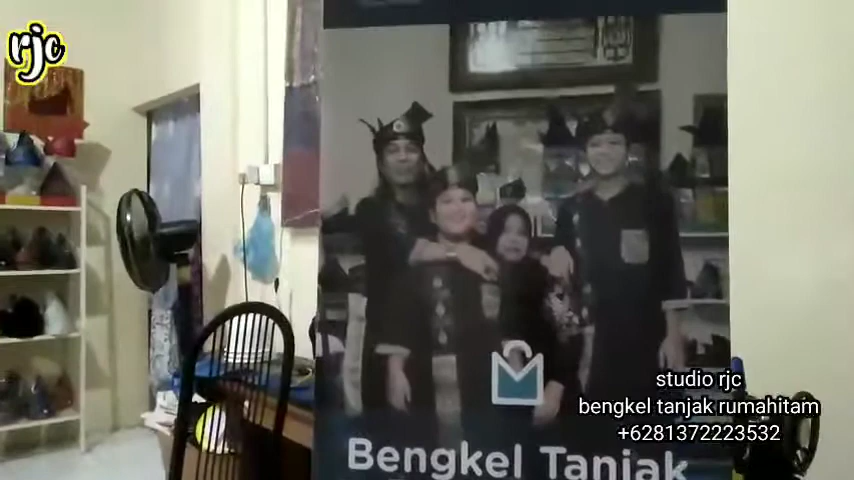 rjc
studio rjc
bengkel tanjak rumahitam
+6281372223532
Bengkel Tanjak